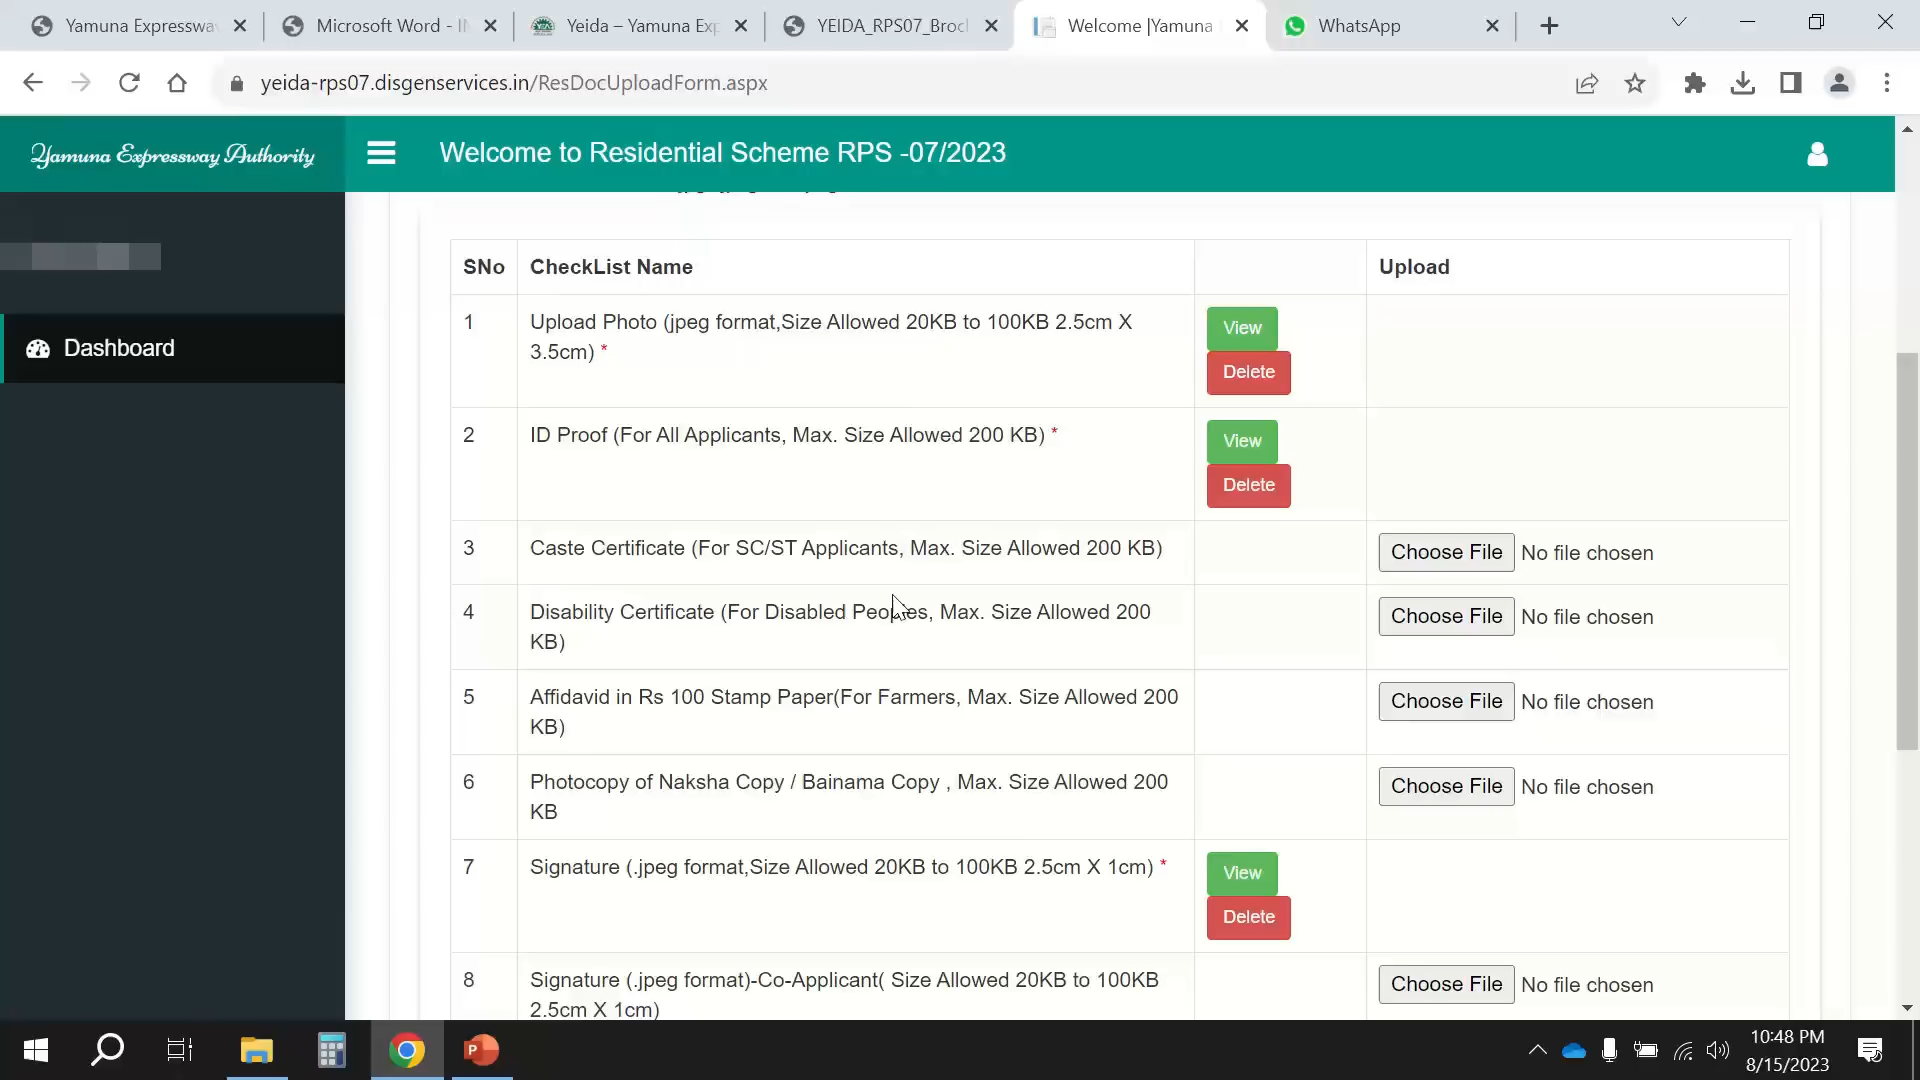 Yamuna Expresswa
Microsoft Word - IN
Yeida – Yamuna Exp
YEIDA_RPS07_Broch
Welcome |Yamuna
WhatsApp
yeida-rps07.disgenservices.in/ResDocUploadForm.aspx
Yamuna Expressway Authority
Welcome to Residential Scheme RPS -07/2023
Dashboard
SNo CheckList Name Upload
1 Upload Photo (jpeg format,Size Allowed 20KB to 100KB 2.5cm X
3.5cm) *
View
Delete
2 ID Proof (For All Applicants, Max. Size Allowed 200 KB) *
View
Delete
3 Caste Certificate (For SC/ST Applicants, Max. Size Allowed 200 KB) Choose File No file chosen
4 Disability Certificate (For Disabled Peoples, Max. Size Allowed 200
KB)
Choose File No file chosen
5 Affidavid in Rs 100 Stamp Paper(For Farmers, Max. Size Allowed 200
KB)
Choose File No file chosen
6 Photocopy of Naksha Copy / Bainama Copy , Max. Size Allowed 200
KB
Choose File No file chosen
7 Signature (.jpeg format,Size Allowed 20KB to 100KB 2.5cm X 1cm) *
View
Delete
8 Signature (.jpeg format)-Co-Applicant( Size Allowed 20KB to 100KB
2.5cm X 1cm)
Choose File No file chosen
10:48 PM
8/15/2023